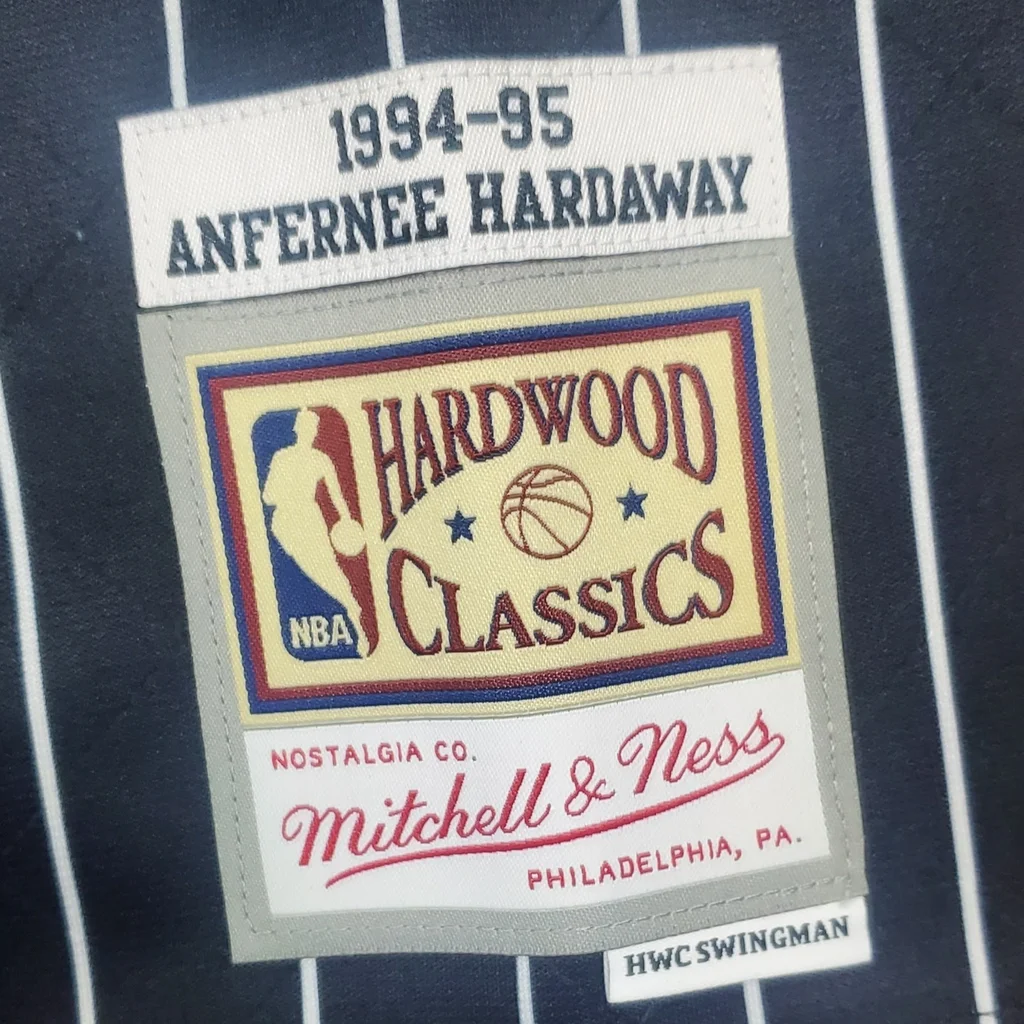 1994-95
ANFERNEE HARDAWAY
HARDWOOD
CLASSICS
NBA
NOSTALGIA CO.
Mitchell & Ness
PHILADELPHIA, PA.
HWC SWINGMAN